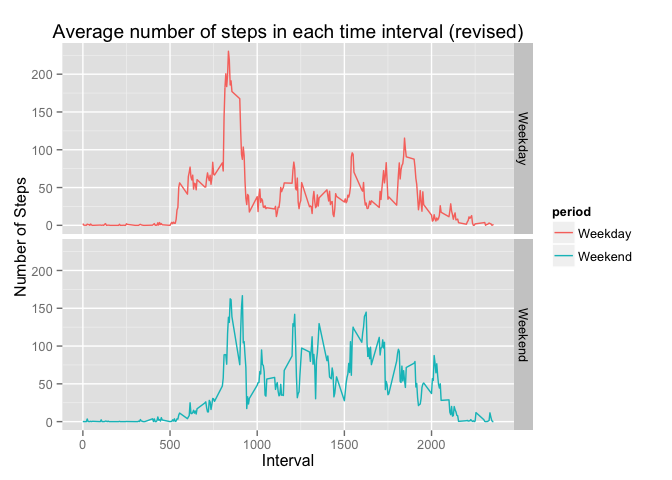 Average number of steps in each time interval (revised)
Number of Steps
200
150
100
50
0
Weekday
200
150
100
50
0
Weekend
0 500 1000 1500 2000
Interval
period
Weekday
Weekend